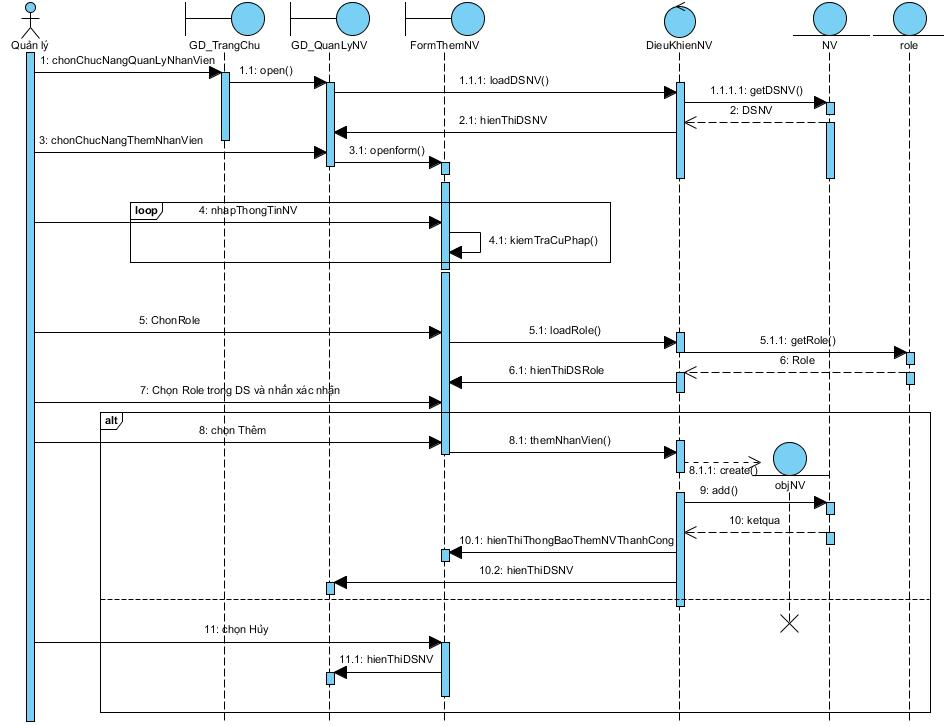 Quản lý
GD_TrangChu
GD_QuanLyNV
FormThemNV
DieuKhienNV
NV
role
1: chonChucNangQuanLyNhanVien
1.1: open()
1.1.1: loadDSNV()
1.1.1.1: getDSNV()
2: DSNV
2.1: hienThiDSNV
3: chonChucNangThemNhanVien
3.1: openform()
loop
4: nhapThongTinNV
4.1: kiemTraCuPhap()
5: ChonRole
5.1: loadRole()
5.1.1: getRole()
6: Role
6.1: hienThiDSRole
7: Chọn Role trong DS và nhấn xác nhận
alt
8: chọn Thêm
8.1: themNhanVien()
8.1.1: create()
objNV
9: add()
10: ketqua
10.1: hienThiThongBaoThemNVThanhCong
10.2: hienThiDSNV
11: chọn Hủy
11.1: hienThiDSNV